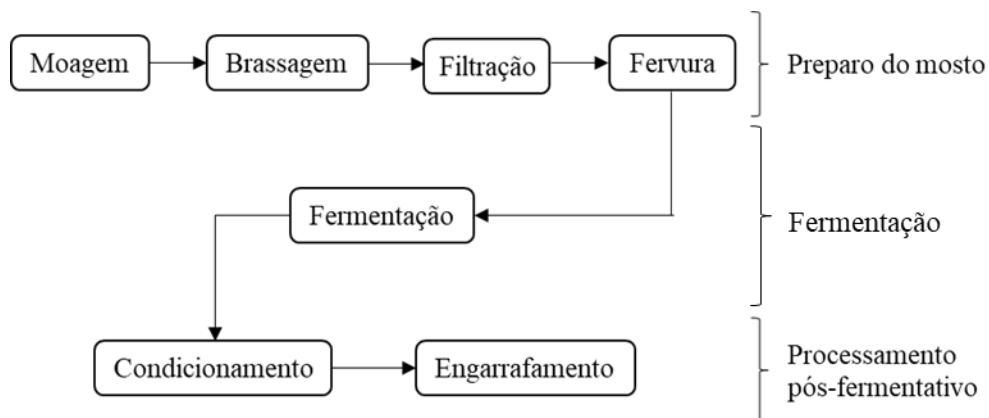 Moagem
Brassagem
Filtração
Fervura
Preparo do mosto
Fermentação
Fermentação
Condicionamento
Engarrafamento
Processamento
pós-fermentativo